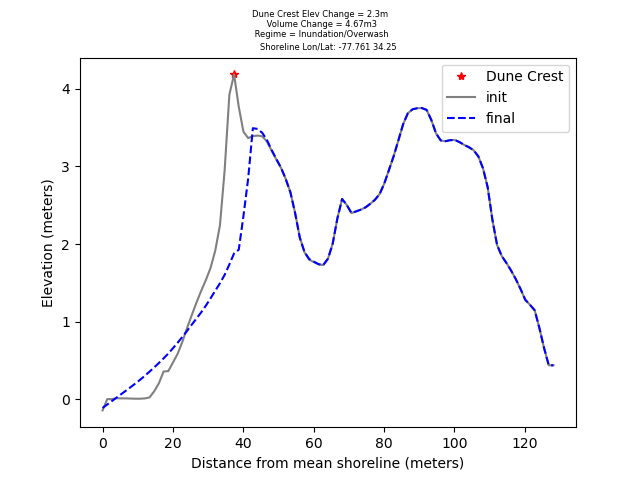 Dune Crest Elev Change = 2.3m
Volume Change = 4.67m3
Regime = Inundation/Overwash
Shoreline Lon/Lat: -77.761 34.25
Dune Crest
init
final
Elevation (meters)
4
3
2
1
0
0 20 40 60 80 100 120
Distance from mean shoreline (meters)